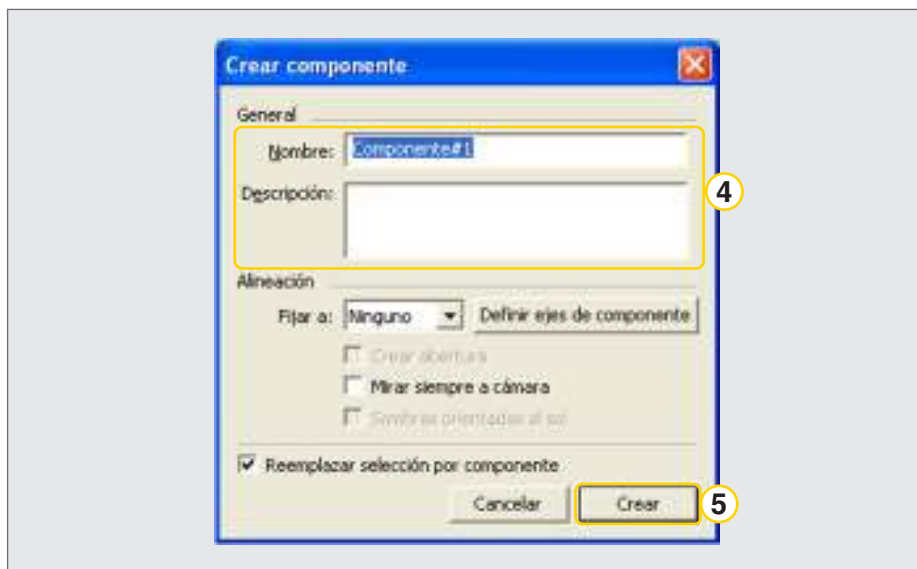 Crear componente
General
Nombre: Componente#1
Descripción:
4
Alineación
Fijar a: Ninguno Definir ejes de componente
Crear abertura
Mirar siempre a cámara
Sombras orientadas al sol
Reemplazar selección por componente
Cancelar Crear 5